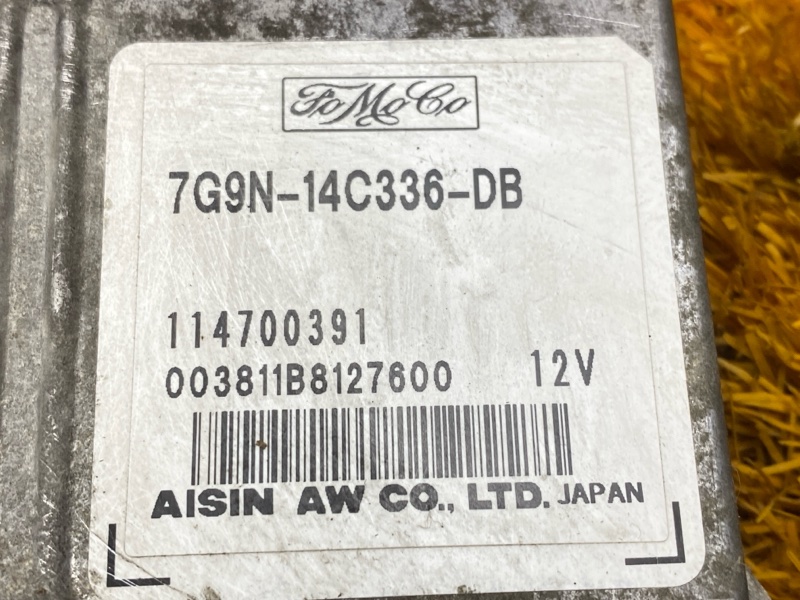 FoMoCo
7G9N-14C336-DB
114700391
003811B8127600 12V
AISIN AW CO., LTD. JAPAN